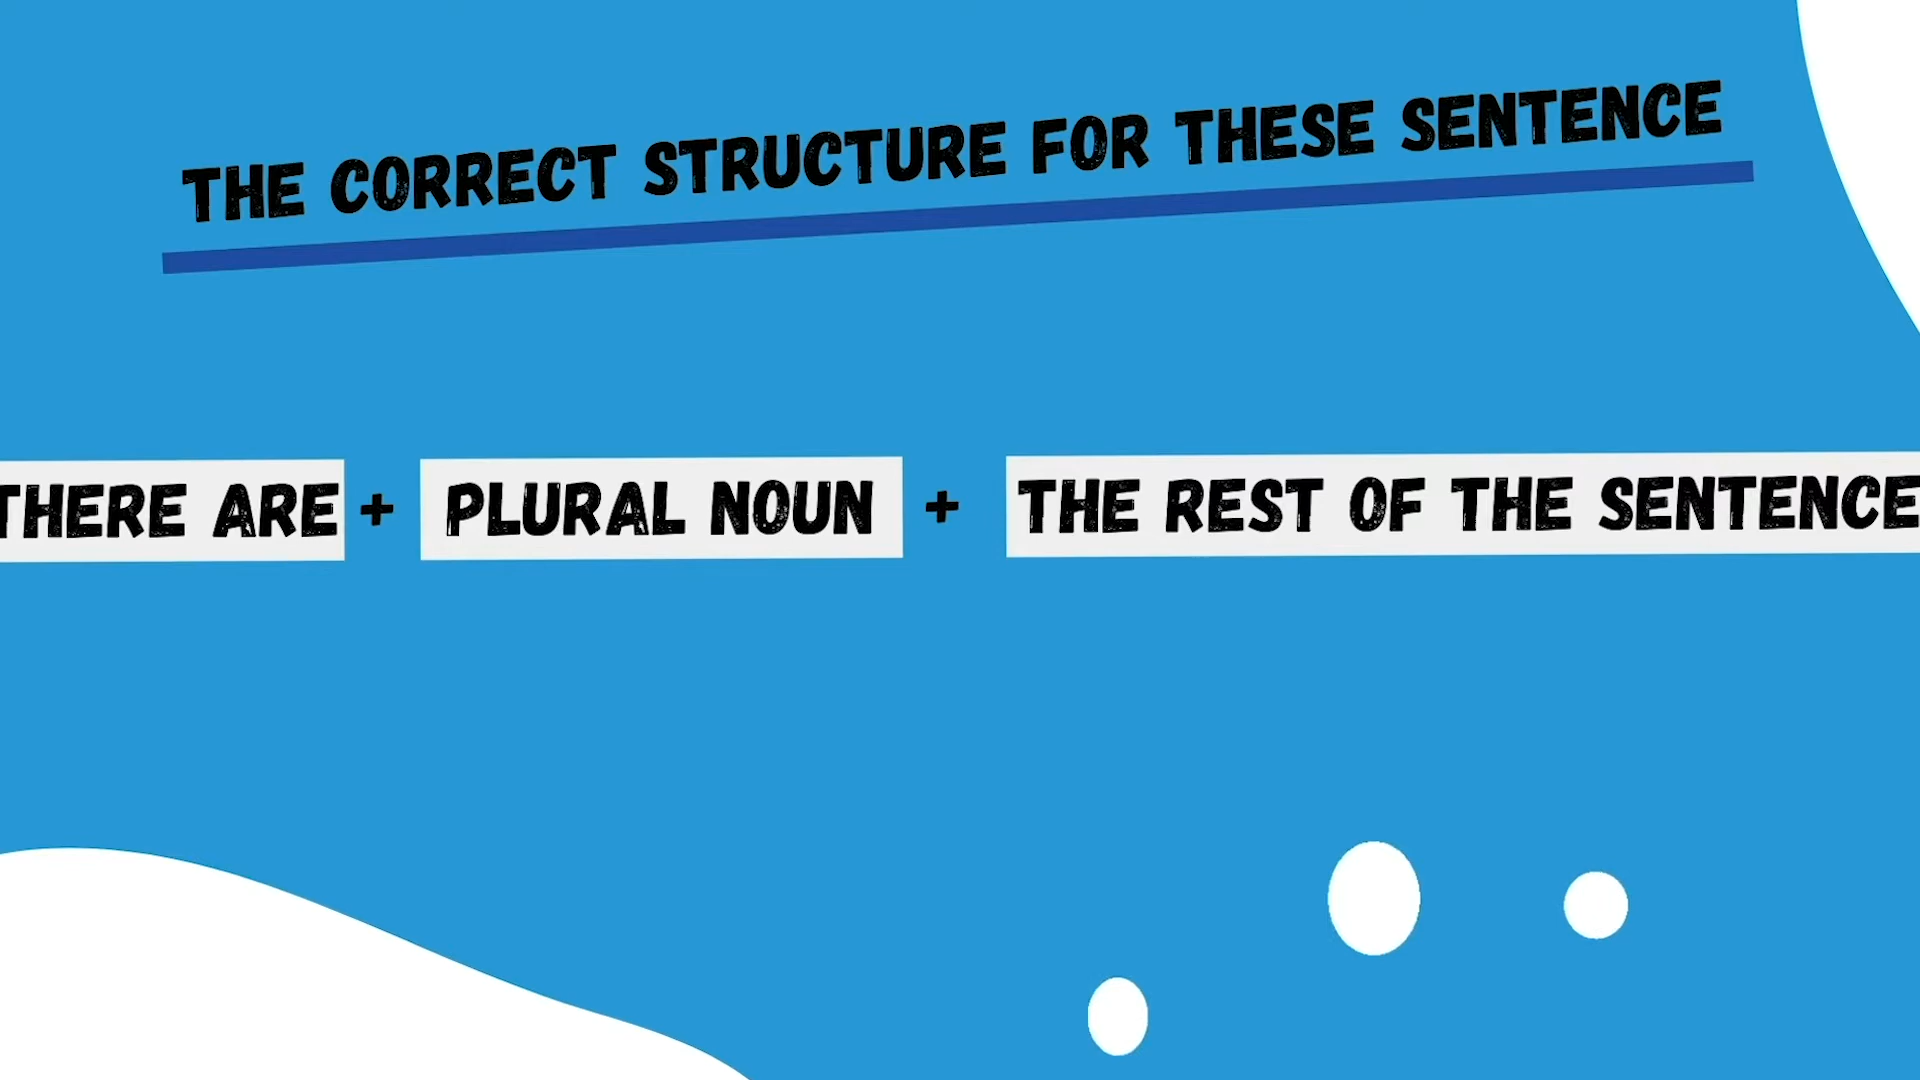 THE CORRECT STRUCTURE FOR THESE SENTENCE
THERE ARE + PLURAL NOUN + THE REST OF THE SENTENCE